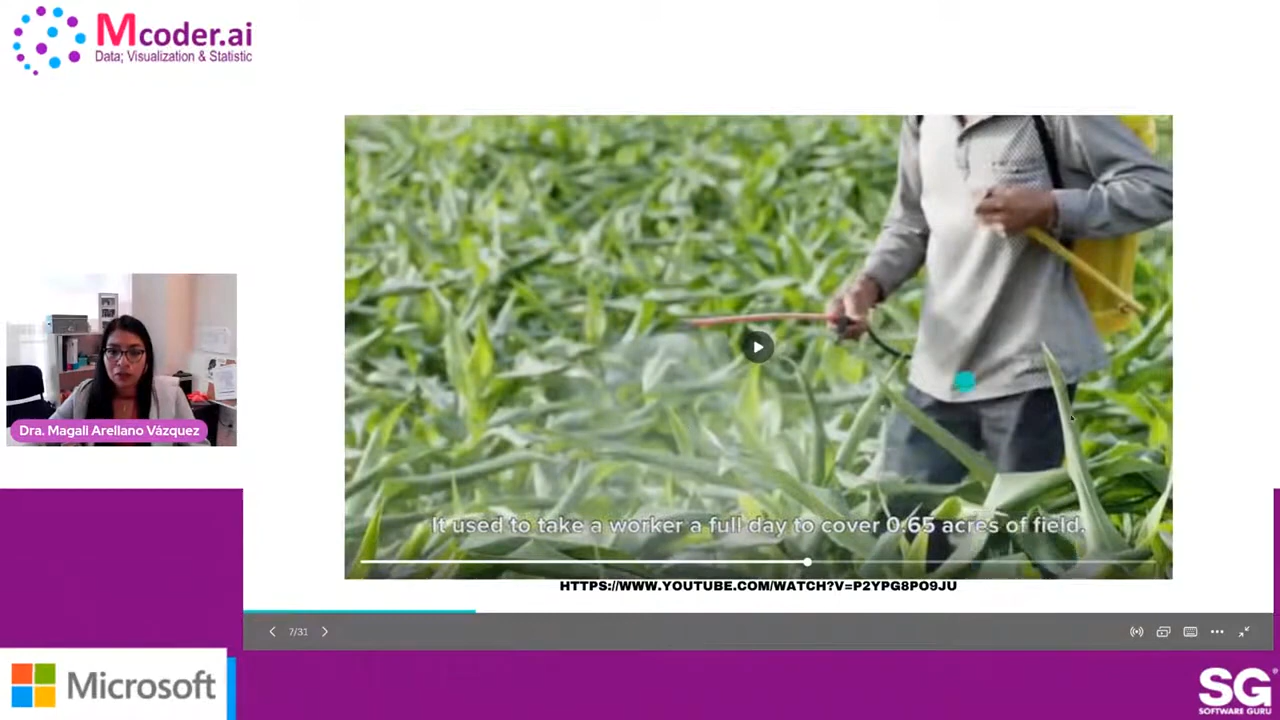 Mcoder.ai
Data; Visualization & Statistic
Dra. Magali Arellano Vázquez
It used to take a worker a full day to cover 0.65 acres of field.
HTTPS://WWW.YOUTUBE.COM/WATCH?V=P2YPG8PO9JU
7/31
Microsoft
SG
SOFTWARE GURU